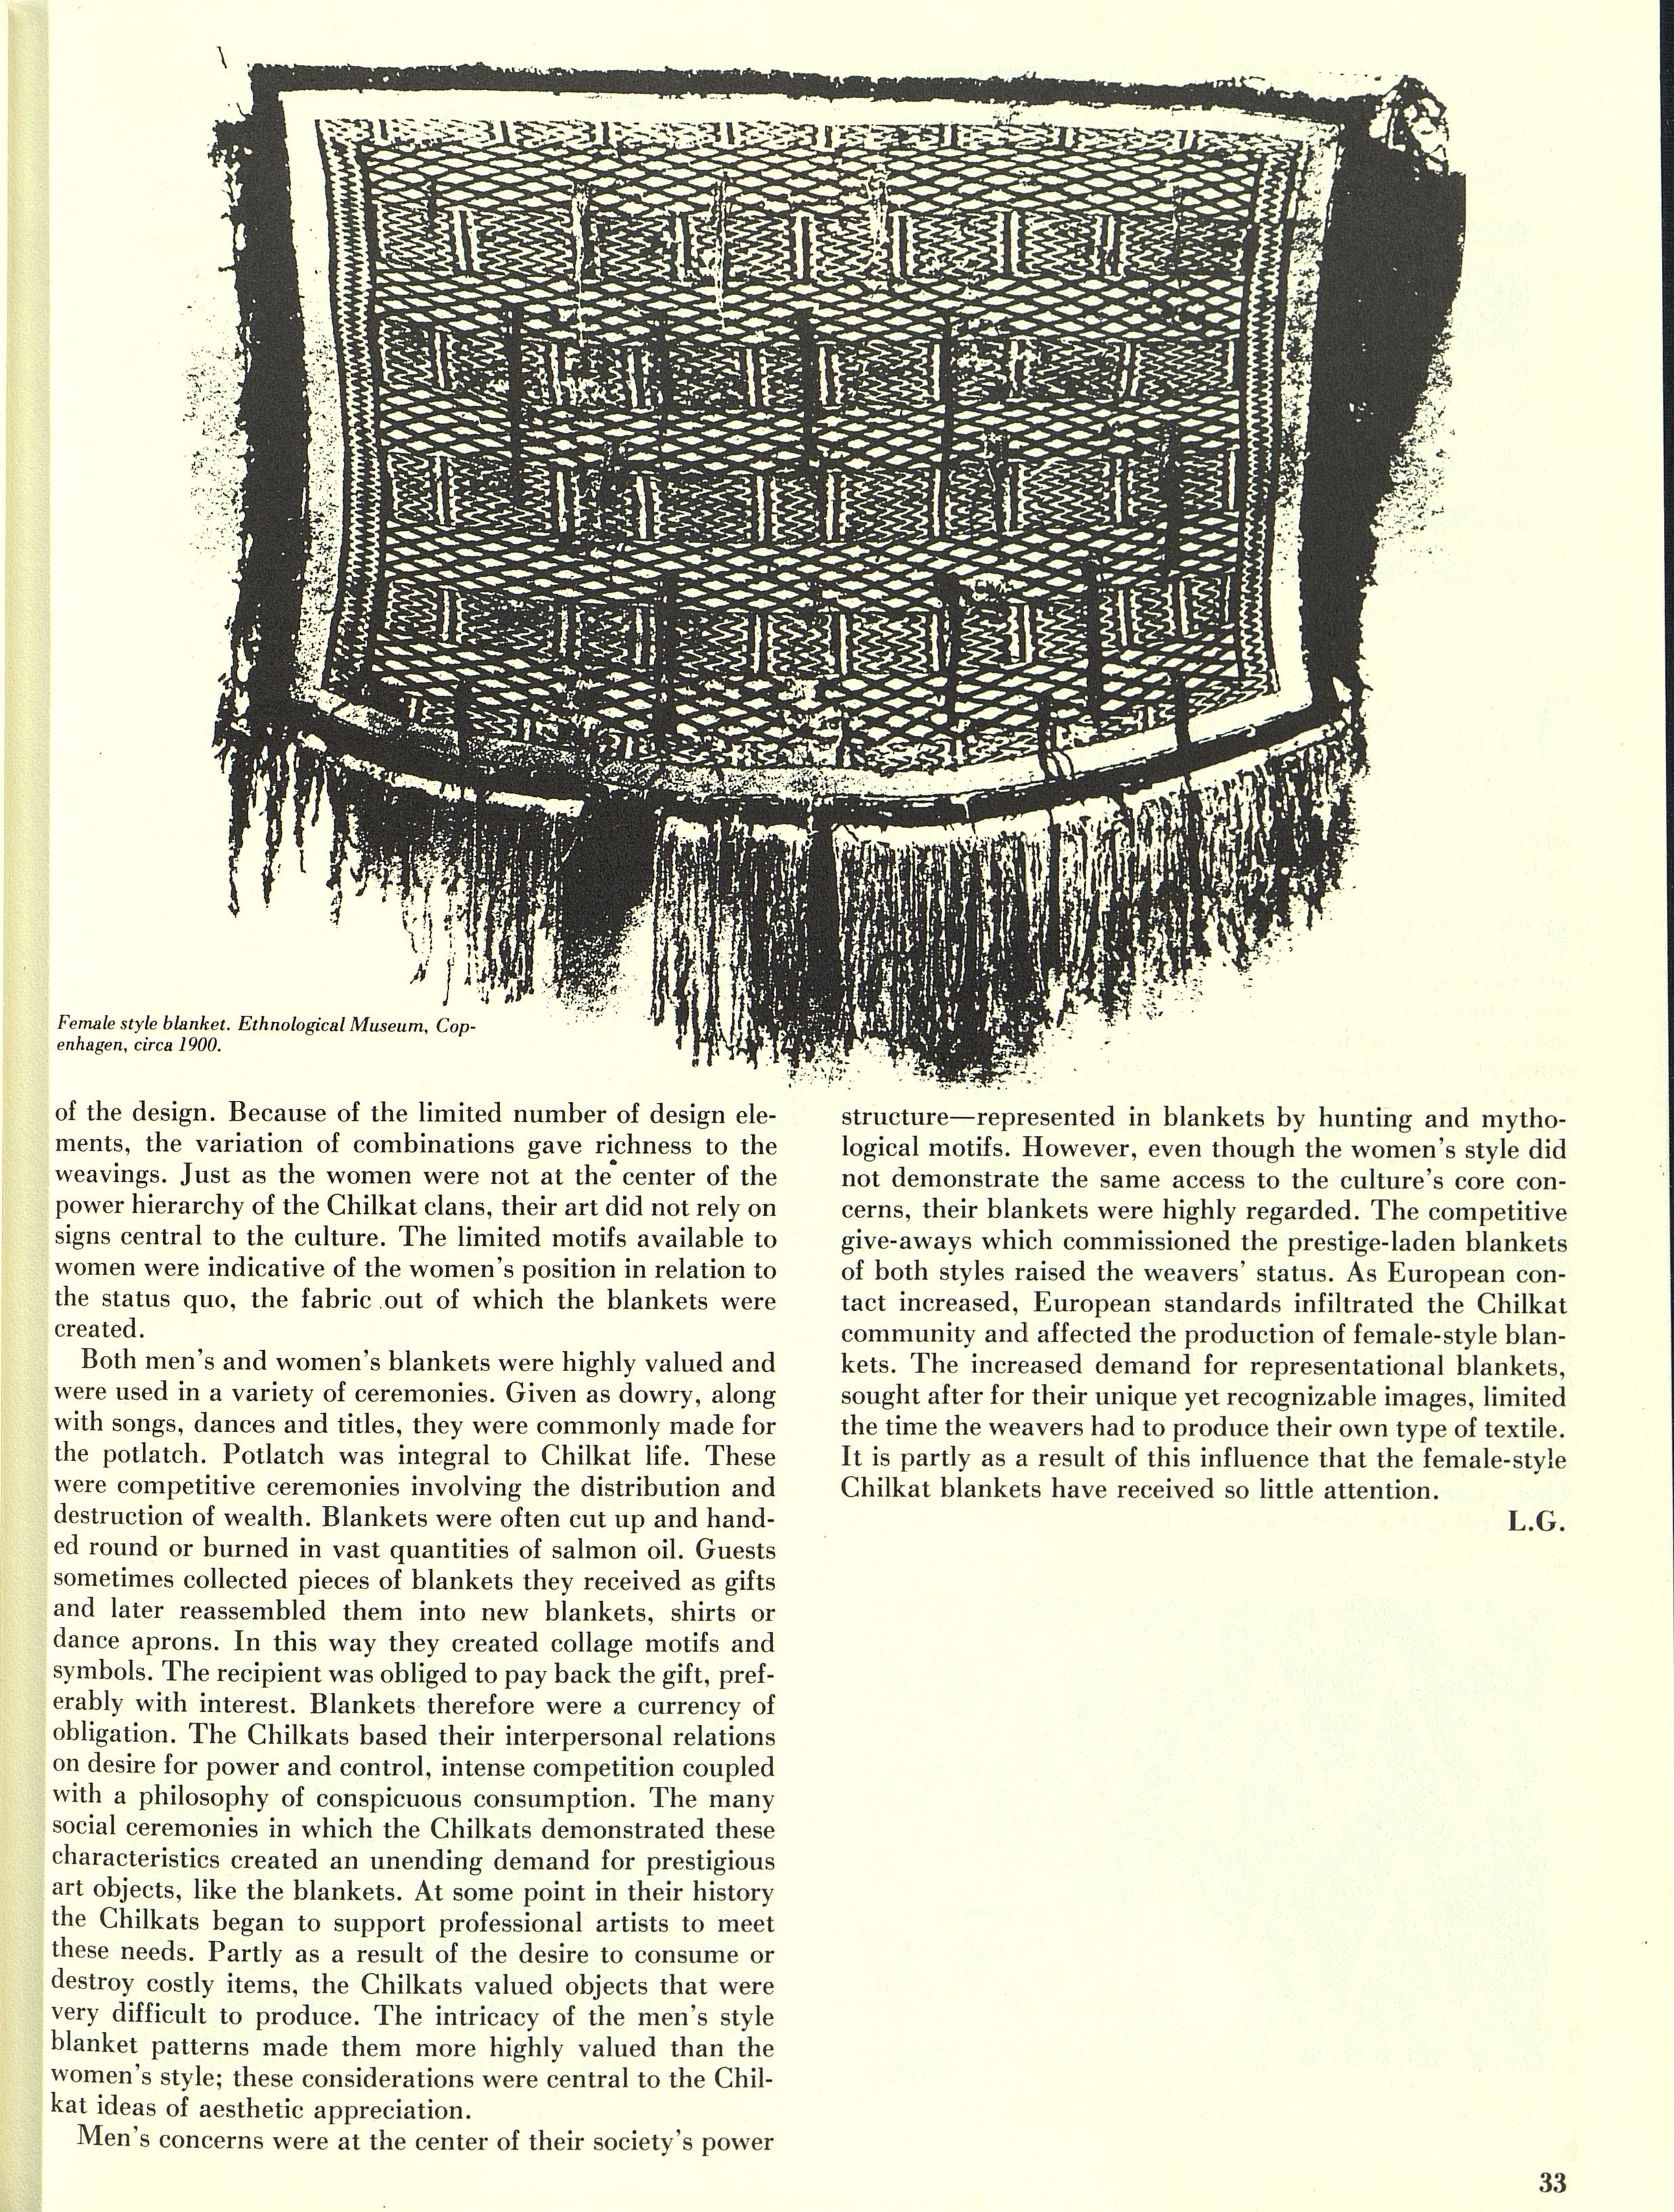 Female style blanket. Ethnological Museum, Cop-
enhagen, circa 1900.
of the design. Because of the limited number of design ele-
ments, the variation of combinations gave richness to the
weavings. Just as the women were not at the center of the
power hierarchy of the Chilkat clans, their art did not rely on
signs central to the culture. The limited motifs available to
women were indicative of the women's position in relation to
the status quo, the fabric out of which the blankets were
created.
Both men's and women's blankets were highly valued and
were used in a variety of ceremonies. Given as dowry, along
with songs, dances and titles, they were commonly made for
the potlatch. Potlatch was integral to Chilkat life. These
were competitive ceremonies involving the distribution and
destruction of wealth. Blankets were often cut up and hand-
ed round or burned in vast quantities of salmon oil. Guests
sometimes collected pieces of blankets they received as gifts
and later reassembled them into new blankets, shirts or
dance aprons. In this way they created collage motifs and
symbols. The recipient was obliged to pay back the gift, pref-
erably with interest. Blankets therefore were a currency of
obligation. The Chilkats based their interpersonal relations
on desire for power and control, intense competition coupled
with a philosophy of conspicuous consumption. The many
social ceremonies in which the Chilkats demonstrated these
characteristics created an unending demand for prestigious
art objects, like the blankets. At some point in their history
the Chilkats began to support professional artists to meet
these needs. Partly as a result of the desire to consume or
destroy costly items, the Chilkats valued objects that were
very difficult to produce. The intricacy of the men's style
blanket patterns made them more highly valued than the
women's style; these considerations were central to the Chil-
kat ideas of aesthetic appreciation.
Men's concerns were at the center of their society's power
structure—represented in blankets by hunting and mytho-
logical motifs. However, even though the women's style did
not demonstrate the same access to the culture's core con-
cerns, their blankets were highly regarded. The competitive
give-aways which commissioned the prestige-laden blankets
of both styles raised the weavers' status. As European con-
tact increased, European standards infiltrated the Chilkat
community and affected the production of female-style blan-
kets. The increased demand for representational blankets,
sought after for their unique yet recognizable images, limited
the time the weavers had to produce their own type of textile.
It is partly as a result of this influence that the female-style
Chilkat blankets have received so little attention.
L.G.
33